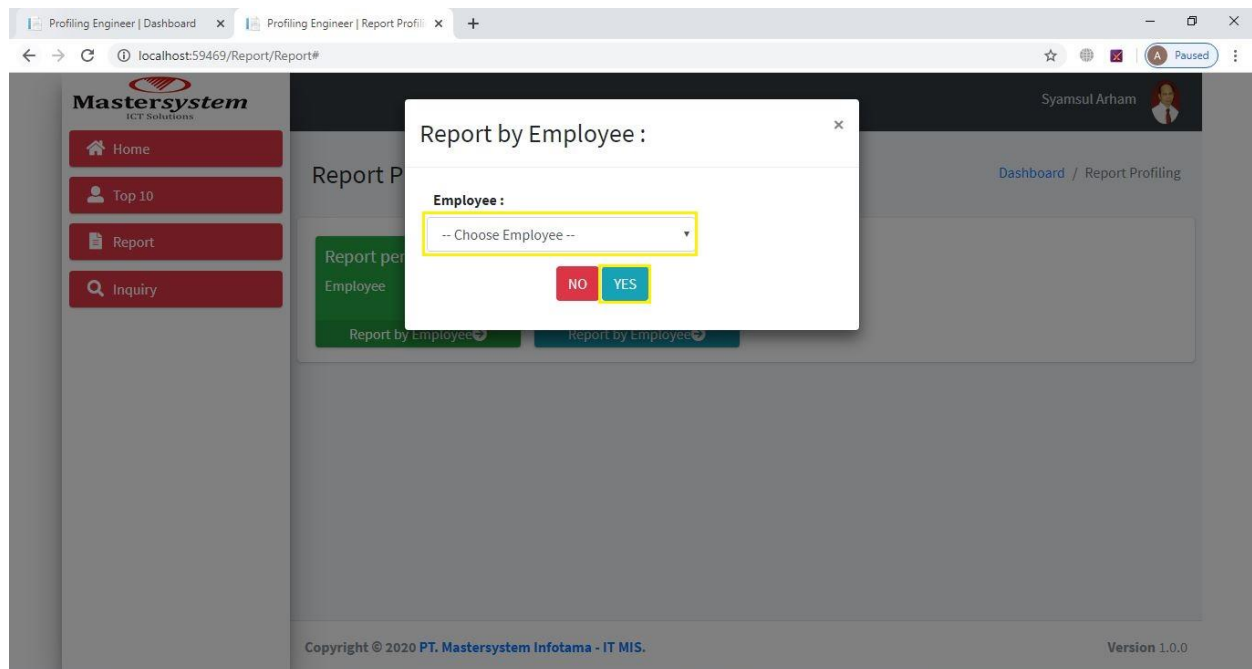 Profiling Engineer | Dashboard
Profiling Engineer | Report Profili
localhost:59469/Report/Report#
A Paused
Mastersystem
ICT Solutions
Syamsul Arham
Home
Top 10
Report
Inquiry
Report P
Dashboard / Report Profiling
Report by Employee :
Employee :
-- Choose Employee --
NO YES
Report per
Employee
Report by Employee
Report by Employee
Copyright © 2020 PT. Mastersystem Infotama - IT MIS.
Version 1.0.0